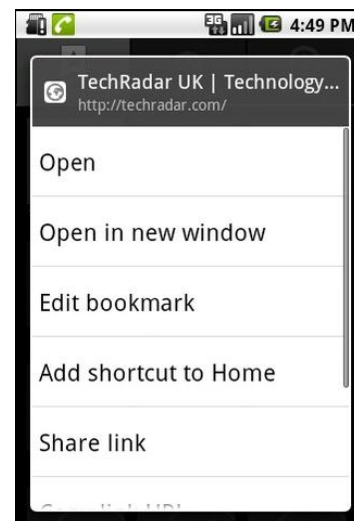 3G 4:49 PM
TechRadar UK | Technology...
http://techradar.com/
Open
Open in new window
Edit bookmark
Add shortcut to Home
Share link